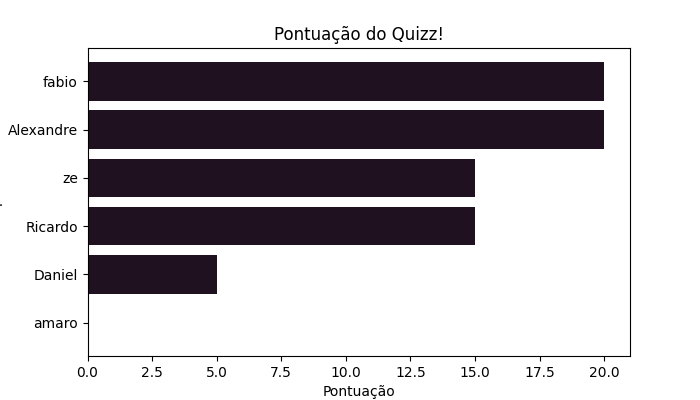 Pontuação do Quizz!
fabio
Alexandre
ze
Ricardo
Daniel
amaro
0.0 2.5 5.0 7.5 10.0 12.5 15.0 17.5 20.0
Pontuação